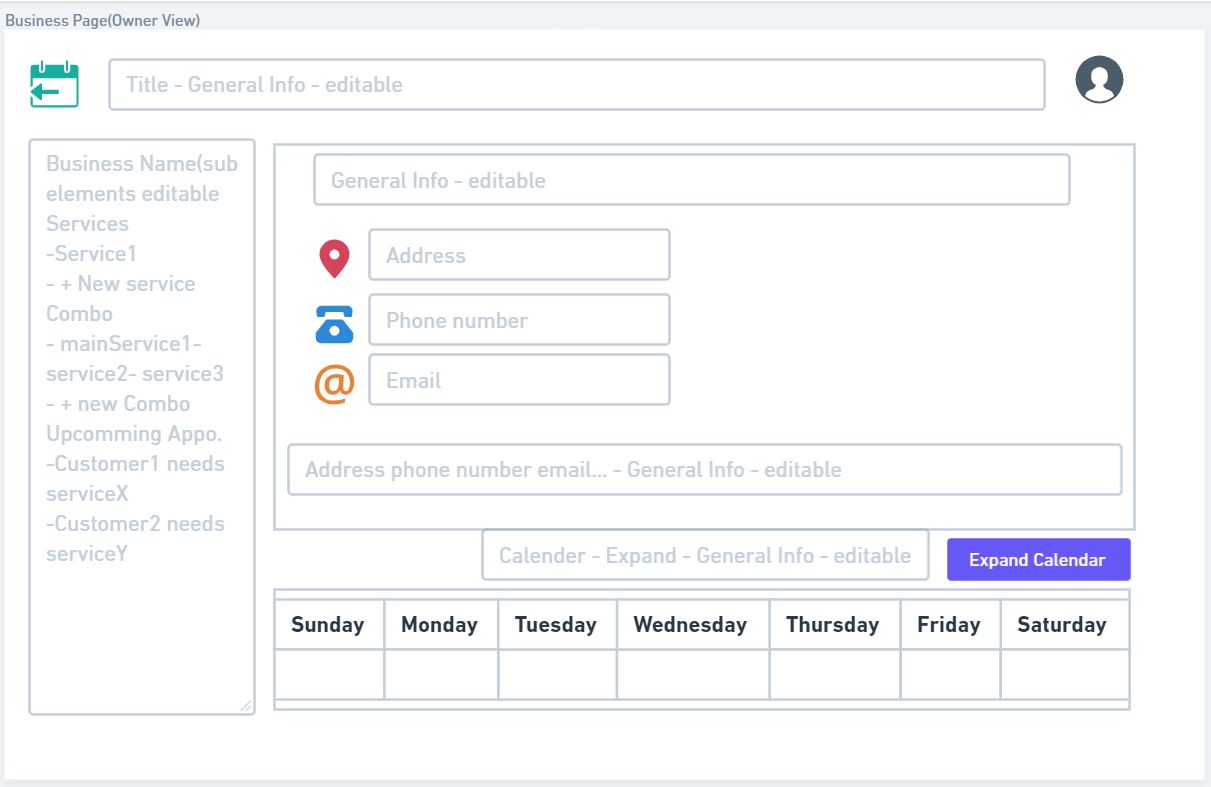 Business Page(Owner View)
Title - General Info - editable
Business Name(sub
elements editable
Services
-Service1
- + New service
Combo
- mainService1-
service2- service3
- + new Combo
Upcomming Appo.
-Customer1 needs
serviceX
-Customer2 needs
serviceY
General Info - editable
Address
Phone number
@ Email
Address phone number email... - General Info - editable
Calender - Expand - General Info - editable
Expand Calendar
Sunday Monday Tuesday Wednesday Thursday Friday Saturday